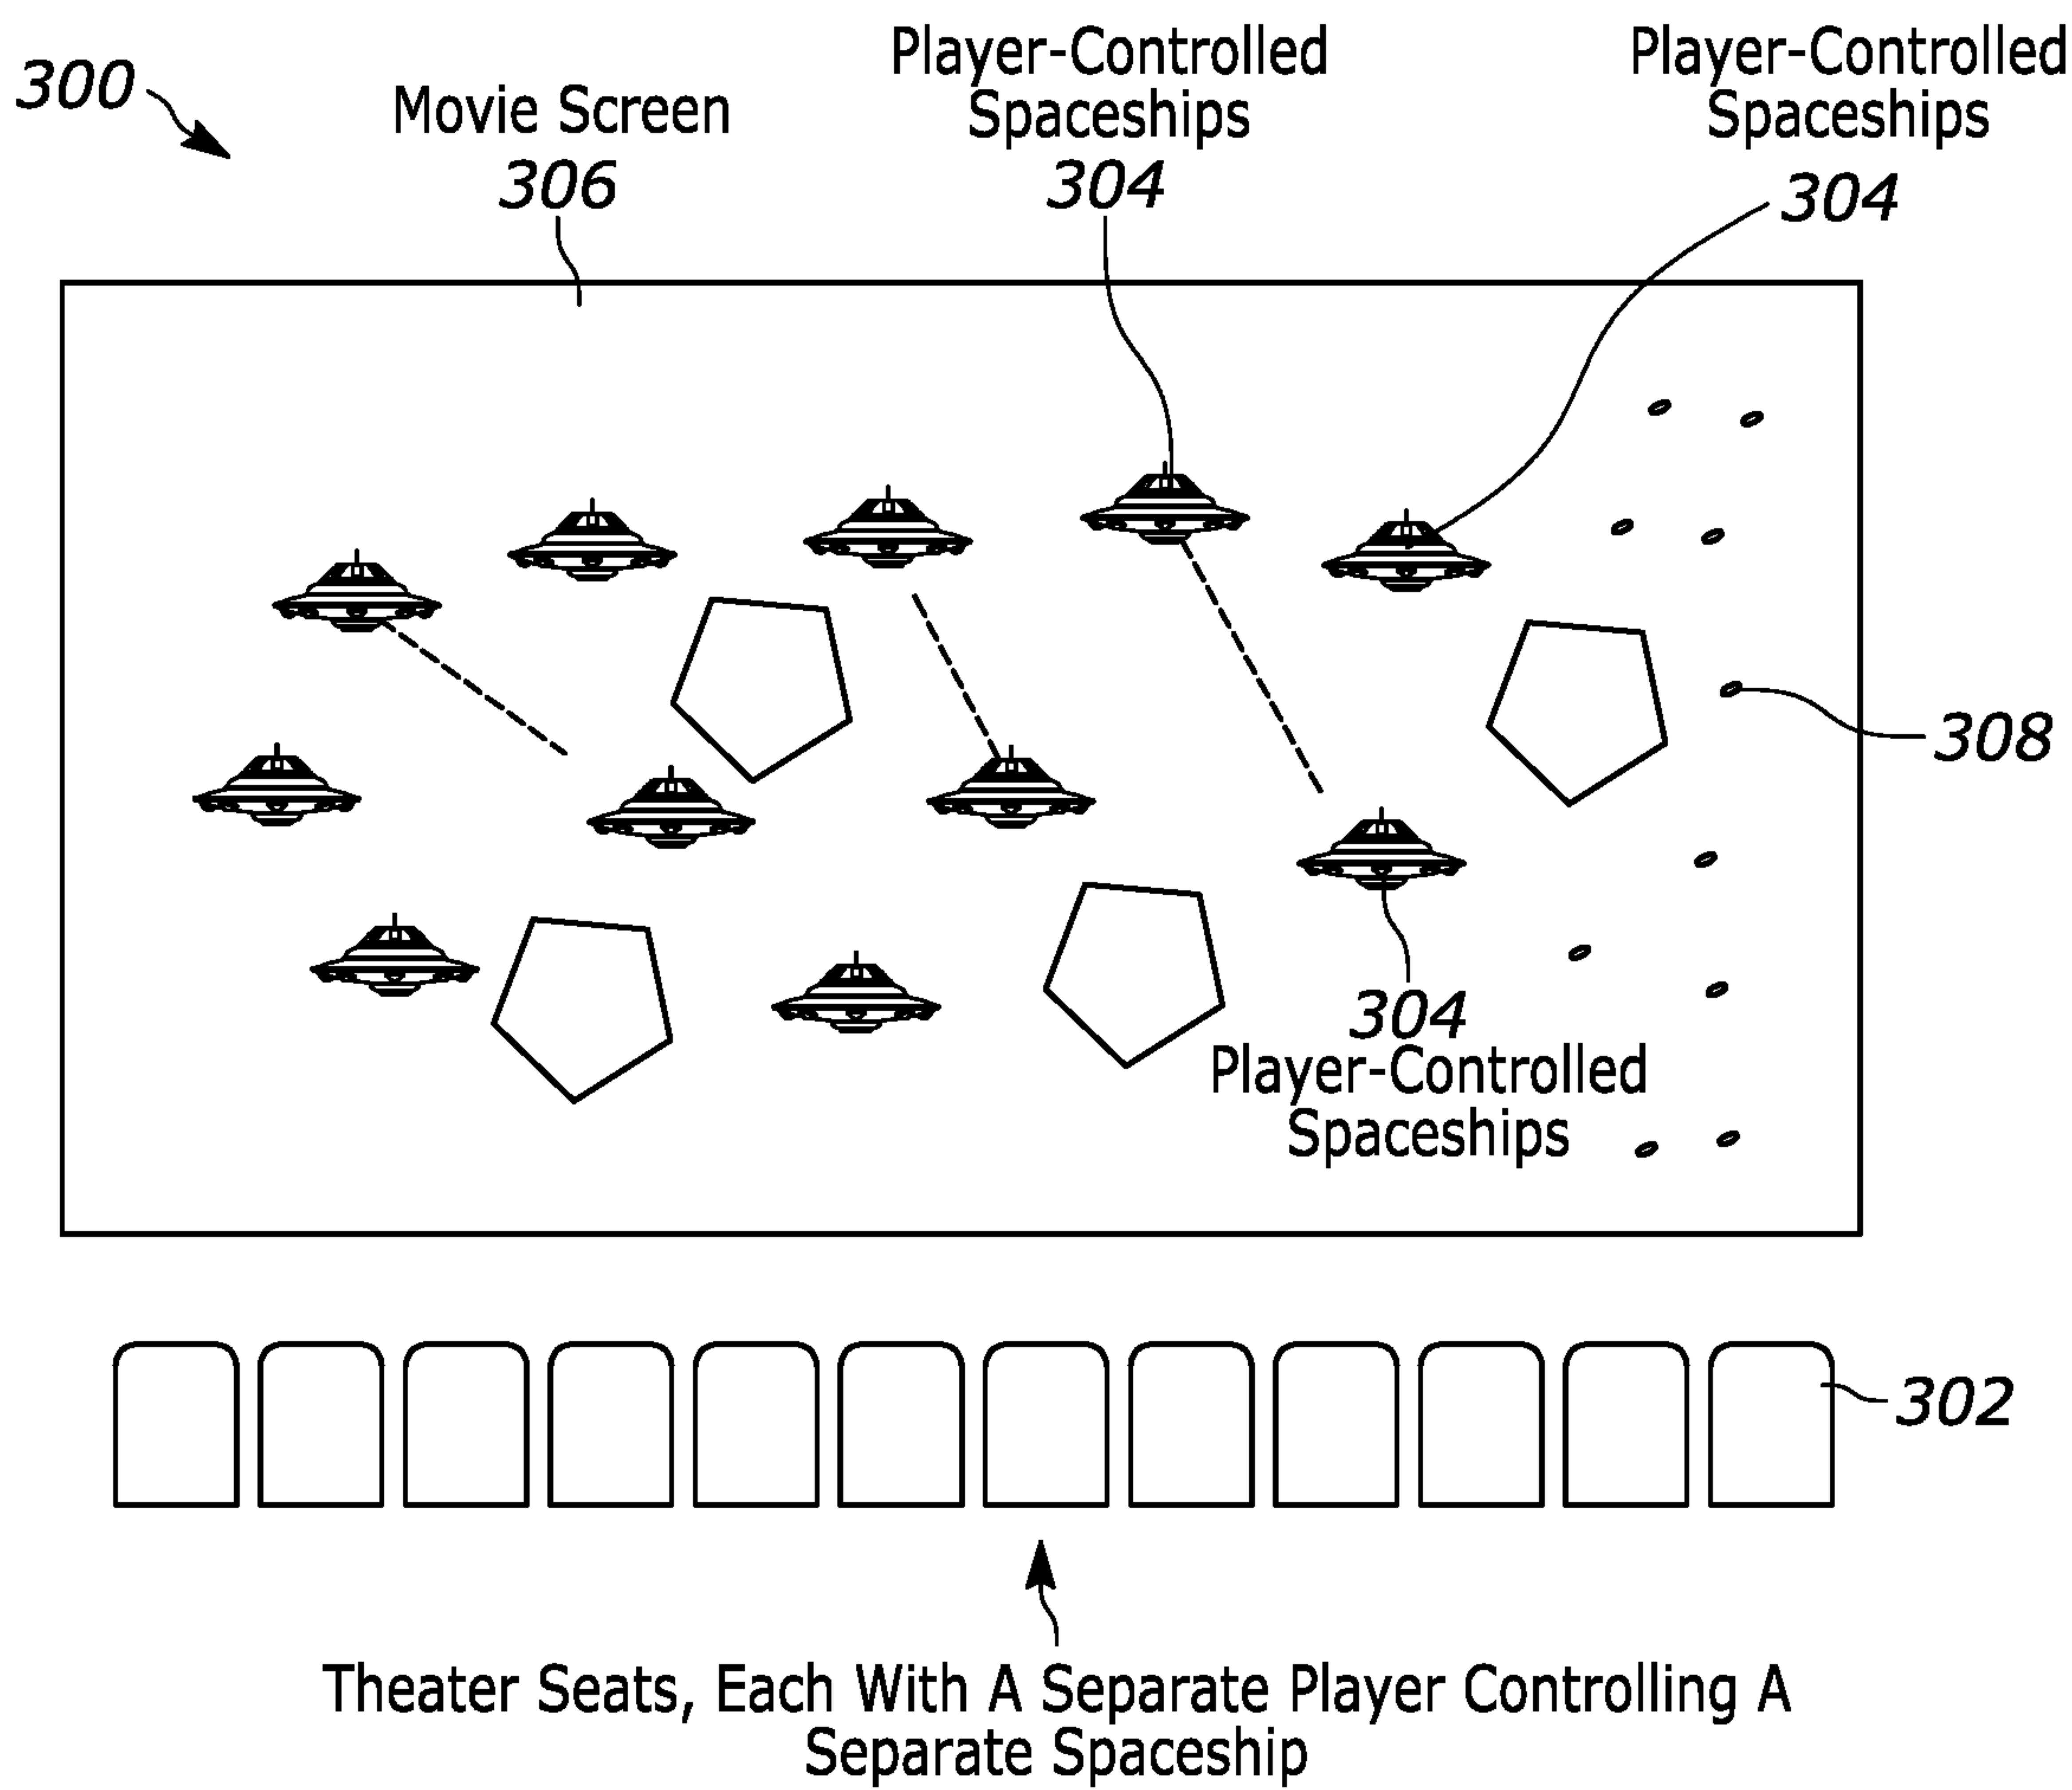 300
Movie Screen
306
Player-Controlled
Spaceships
304
Player-Controlled
Spaceships
304
308
304
Player-Controlled
Spaceships
302
Theater Seats, Each With A Separate Player Controlling A
Separate Spaceship